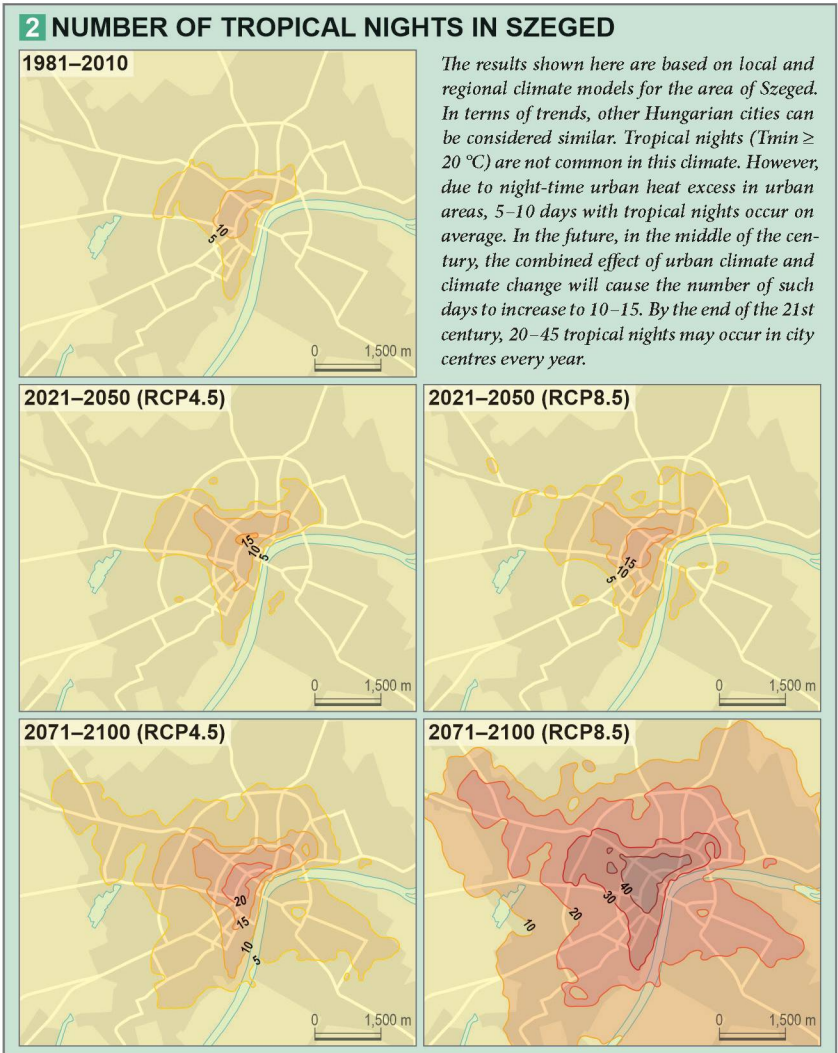 2 NUMBER OF TROPICAL NIGHTS IN SZEGED
1981–2010
The results shown here are based on local and
regional climate models for the area of Szeged.
In terms of trends, other Hungarian cities can
be considered similar. Tropical nights (Tmin ≥
20 °C) are not common in this climate. However,
due to night-time urban heat excess in urban
areas, 5–10 days with tropical nights occur on
average. In the future, in the middle of the cen-
tury, the combined effect of urban climate and
climate change will cause the number of such
days to increase to 10–15. By the end of the 21st
century, 20–45 tropical nights may occur in city
centres every year.
10
5
0 1,500 m
2021–2050 (RCP4.5)
15
10
5
0 1,500 m
2021–2050 (RCP8.5)
15
10
5
0 1,500 m
2071–2100 (RCP4.5)
20
15
10
5
0 1,500 m
2071–2100 (RCP8.5)
40
30
20
10
0 1,500 m